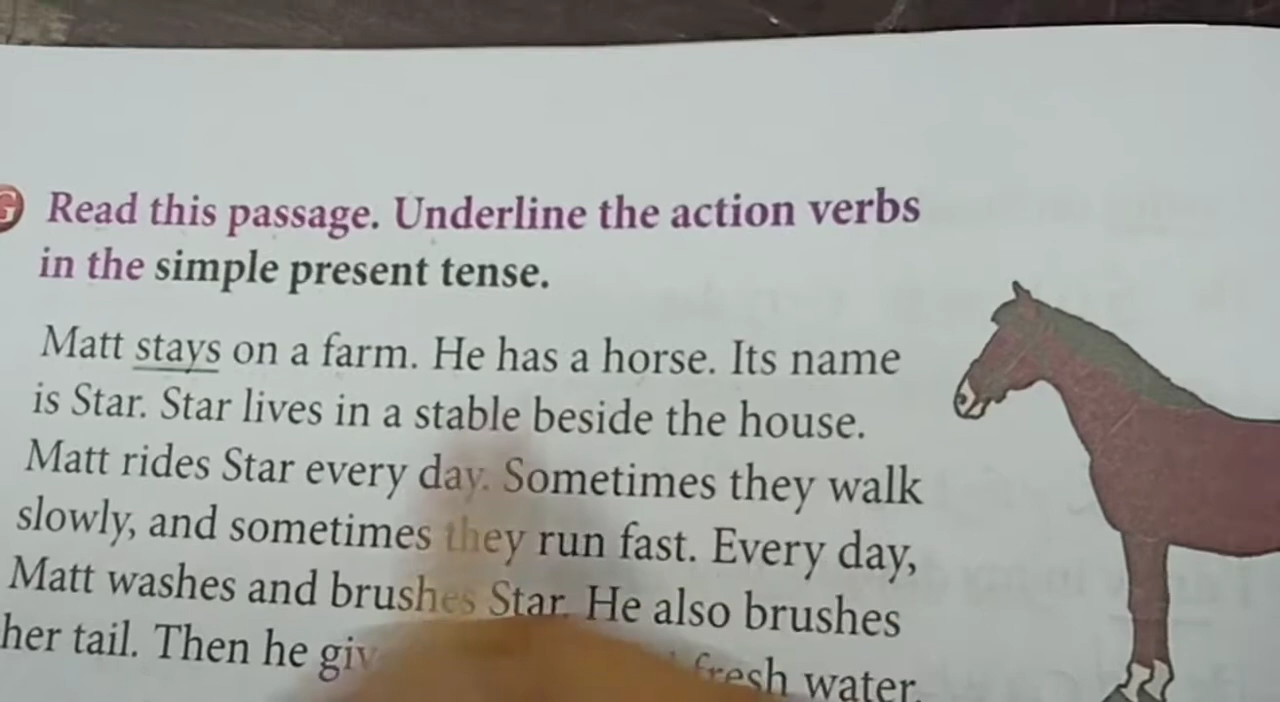 G Read this passage. Underline the action verbs
in the simple present tense.
Matt stays on a farm. He has a horse. Its name
is Star. Star lives in a stable beside the house.
Matt rides Star every day. Sometimes they walk
slowly, and sometimes they run fast. Every day,
Matt washes and brushes Star. He also brushes
her tail. Then he fresh water.